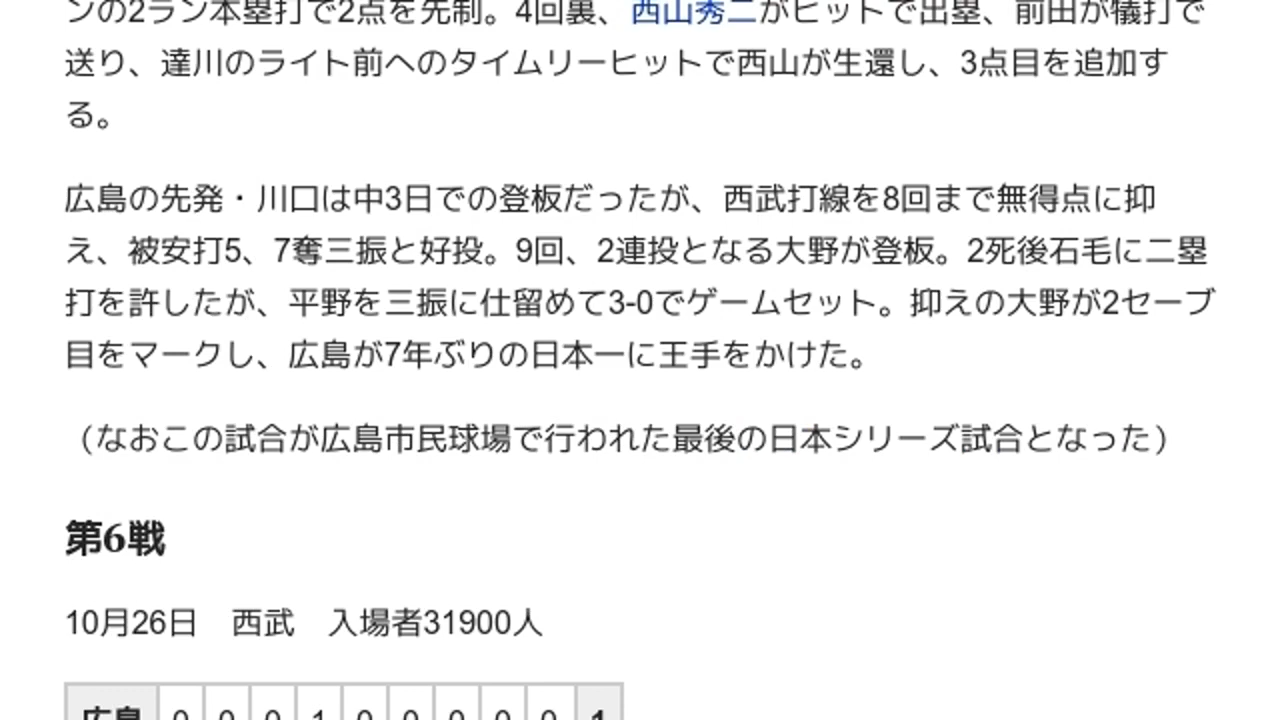 ンの2ラン本塁打で2点を先制。4回裏、西山秀二がヒットで出塁、前田が犠打で
送り、達川のライト前へのタイムリーヒットで西山が生還し、3点目を追加す
る。
広島の先発・川口は中3日での登板だったが、西武打線を8回まで無得点に抑
え、被安打5、7奪三振と好投。9回、2連投となる大野が登板。2死後石毛に二塁
打を許したが、平野を三振に仕留めて3-0でゲームセット。抑えの大野が2セーブ
目をマークし、広島が7年ぶりの日本一に王手をかけた。
（なおこの試合が広島市民球場で行われた最後の日本シリーズ試合となった）
第6戦
10月26日　西武　入場者31900人
広島 0 0 0 1 0 0 0 0 0 1